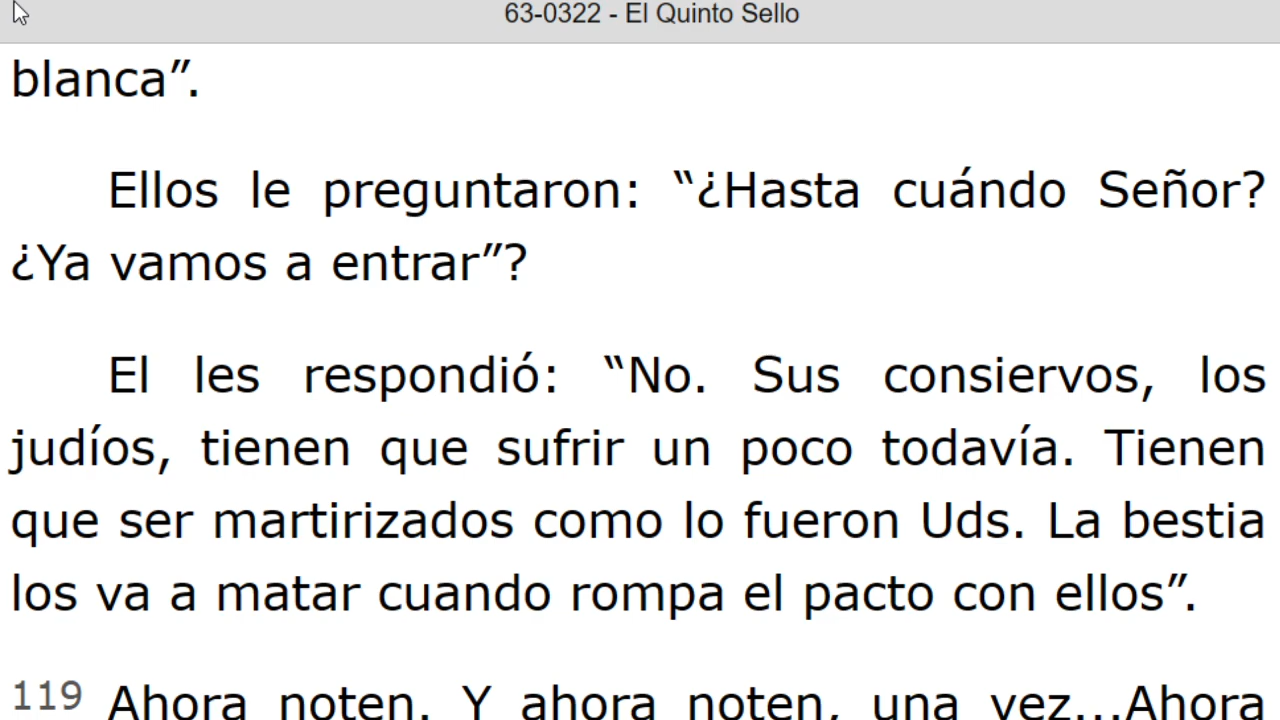 63-0322 - El Quinto Sello
blanca”.
Ellos le preguntaron: “¿Hasta cuándo Señor?
¿Ya vamos a entrar”?
El les respondió: “No. Sus consiervos, los
judíos, tienen que sufrir un poco todavía. Tienen
que ser martirizados como lo fueron Uds. La bestia
los va a matar cuando rompa el pacto con ellos”.
119 Ahora noten. Y ahora noten, una vez...Ahora